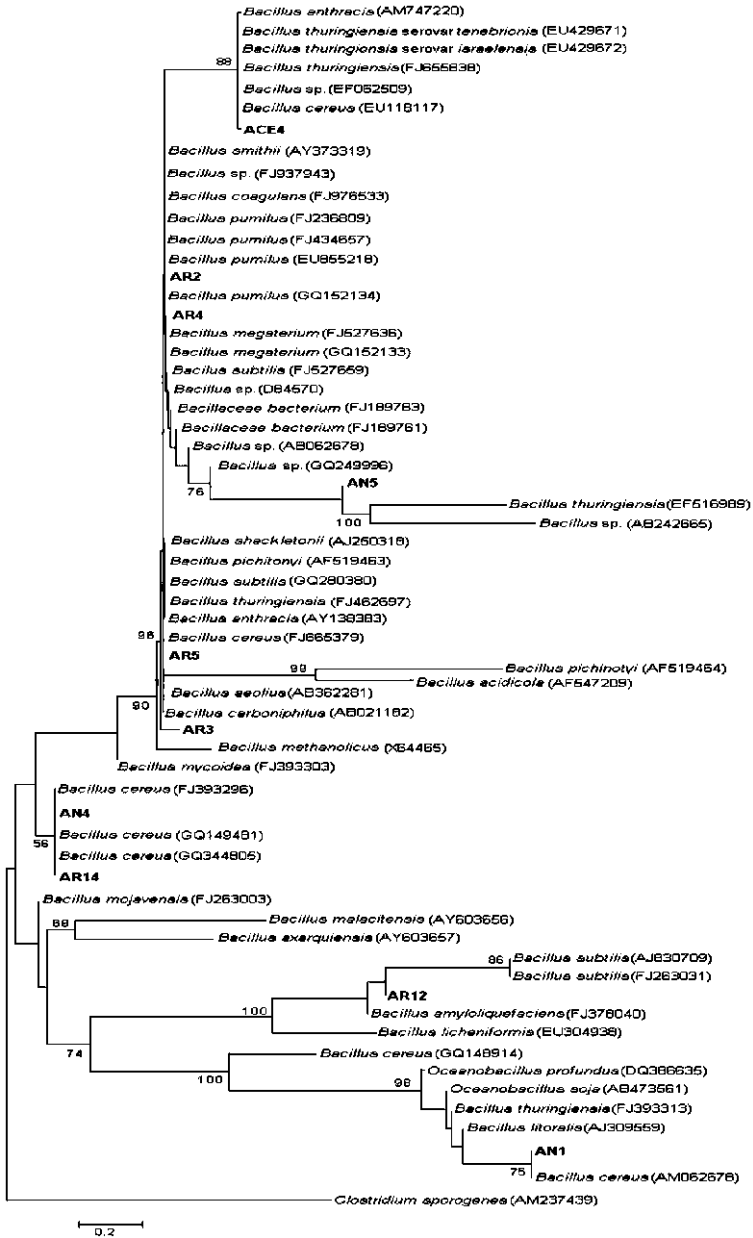 Bacillus anthracis (AM747220)
Bacillus thuringiensis serovar tenebrionis (EU429671)
Bacillus thuringionsis serovar israelensis (EU429672)
Bacillus thuringiensis (FJ655838)
88
Bacillus sp. (EF062509)
Bacillus cereus (EU118117)
ACE4
Bacillus smithii (AY373319)
Bacillus sp. (FJ937943)
Bacillus coagulans (FJ976533)
Bacillus pumilus (FJ236809)
Bacillus pumilus (FJ434657)
Bacillus pumilus (EU855218)
AR2
Bacillus pumilus (GQ152134)
AR4
Bacillus megaterium (FJ527636)
Bacillus megaterium (GQ152133)
Bacillus subtilis (FJ527659)
Bacillus sp. (D84570)
Bacillaceae bacterium (FJ189763)
Bacillaceae bacterium (FJ189761)
Bacillus sp. (AB062678)
Bacillus sp. (GQ249996)
76
AN5
Bacillus thuringiensis (EF516989)
100
Bacillus sp. (AB242665)
Bacillus shackletonii (AJ250318)
Bacillus pichitonyi (AF519463)
Bacillus subtilis (GQ280380)
Bacillus thuringiensis (FJ462697)
Bacillus anthracis (AY138383)
96
Bacillus cereus (FJ665379)
AR5
99
Bacillus pichinotyi (AF519464)
Bacillus acidicola (AF547209)
Bacillus aeolius (AB362281)
90
Bacillus carboniphilus (AB021182)
AR3
Bacillus methanolicus (X64465)
Bacillus mycoidea (FJ393303)
Bacillus cereus (FJ393296)
AN4
Bacillus cereus (GQ149481)
56
Bacillus cereus (GQ344805)
AR14
Bacillus mojavensis (FJ263003)
88
Bacillus malacitensis (AY603656)
Bacillus axarquiensis (AY603657)
86
Bacillus subtilis (AJ830709)
Bacillus subtilis (FJ263031)
AR12
100
Bacillus amyloliquefaciens (FJ378040)
Bacillus licheniformis (EU304938)
74
Bacillus cereus (GQ148914)
100
Oceanobacillus profundus (DQ386635)
98
Oceanobacillus soja (AB473561)
Bacillus thuringiensis (FJ393313)
Bacillus litoralis (AJ309559)
AN1
75
Bacillus cereus (AM062678)
Clostridium sporogenes (AM237439)
0.2